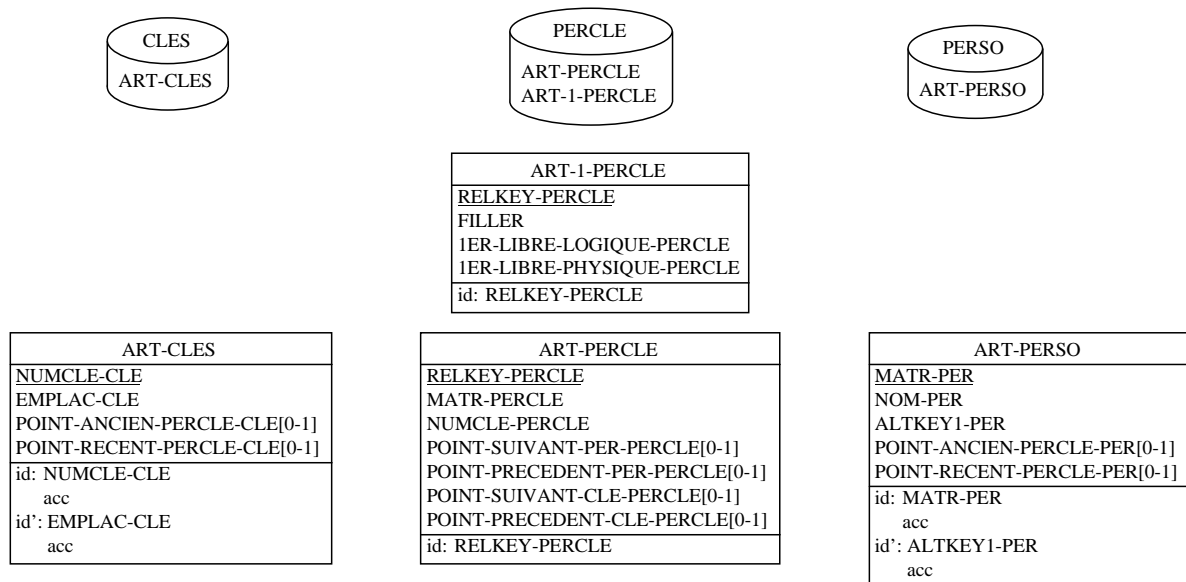 CLES
ART-CLES
PERCLE
ART-PERCLE
ART-1-PERCLE
PERSO
ART-PERSO
ART-1-PERCLE
RELKEY-PERCLE
FILLER
1ER-LIBRE-LOGIQUE-PERCLE
1ER-LIBRE-PHYSIQUE-PERCLE
id: RELKEY-PERCLE
ART-CLES
NUMCLE-CLE
EMPLAC-CLE
POINT-ANCIEN-PERCLE-CLE[0-1]
POINT-RECENT-PERCLE-CLE[0-1]
id: NUMCLE-CLE
acc
id’: EMPLAC-CLE
acc
ART-PERCLE
RELKEY-PERCLE
MATR-PERCLE
NUMCLE-PERCLE
POINT-SUIVANT-PER-PERCLE[0-1]
POINT-PRECEDENT-PER-PERCLE[0-1]
POINT-SUIVANT-CLE-PERCLE[0-1]
POINT-PRECEDENT-CLE-PERCLE[0-1]
id: RELKEY-PERCLE
ART-PERSO
MATR-PER
NOM-PER
ALTKEY1-PER
POINT-ANCIEN-PERCLE-PER[0-1]
POINT-RECENT-PERCLE-PER[0-1]
id: MATR-PER
acc
id’: ALTKEY1-PER
acc